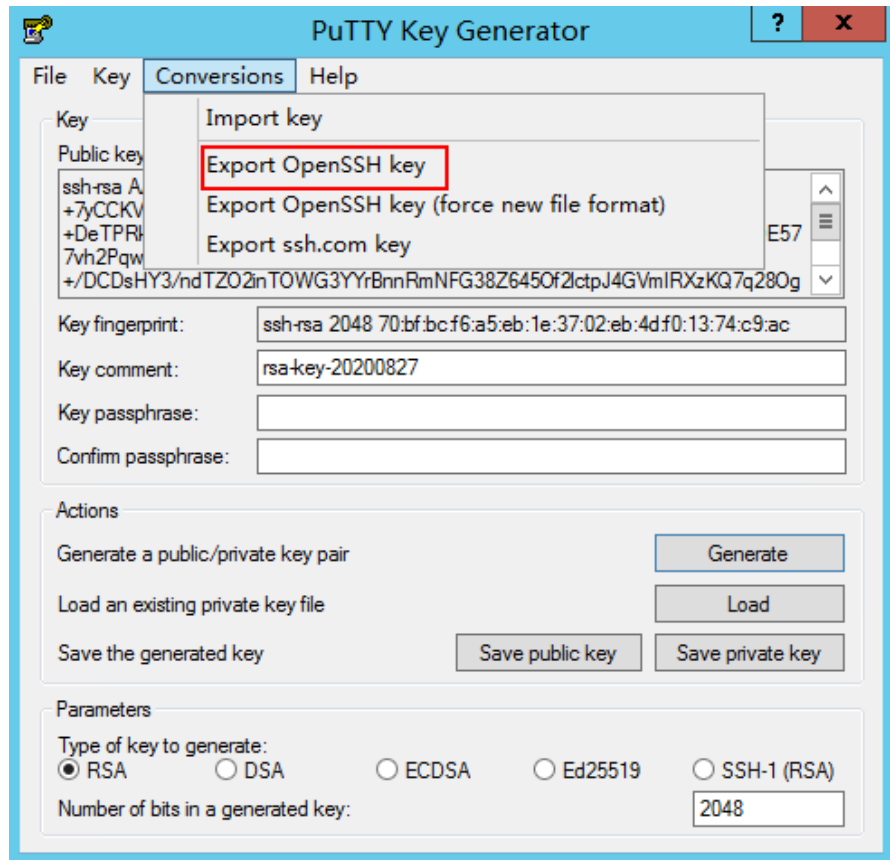 PuTTY Key Generator
? x
File Key Conversions Help
Import key
Export OpenSSH key
Export OpenSSH key (force new file format)
Export ssh.com key
Key
Public key
ssh-rsa A
+7yCCKV
+DeTPRk E57
7vh2Pqw
+/DCDsHY3/ndTZO2inTOWG3YYrBnnRmNFG38Z645Of2lctpJ4GVmIRXzKQ7q28Og
Key fingerprint: ssh-rsa 2048 70:bf:bc:f6:a5:eb:1e:37:02:eb:4d:f0:13:74:c9:ac
Key comment: rsa-key-20200827
Key passphrase:
Confirm passphrase:
Actions
Generate a public/private key pair Generate
Load an existing private key file Load
Save the generated key Save public key Save private key
Parameters
Type of key to generate:
RSA DSA ECDSA Ed25519 SSH-1 (RSA)
Number of bits in a generated key: 2048